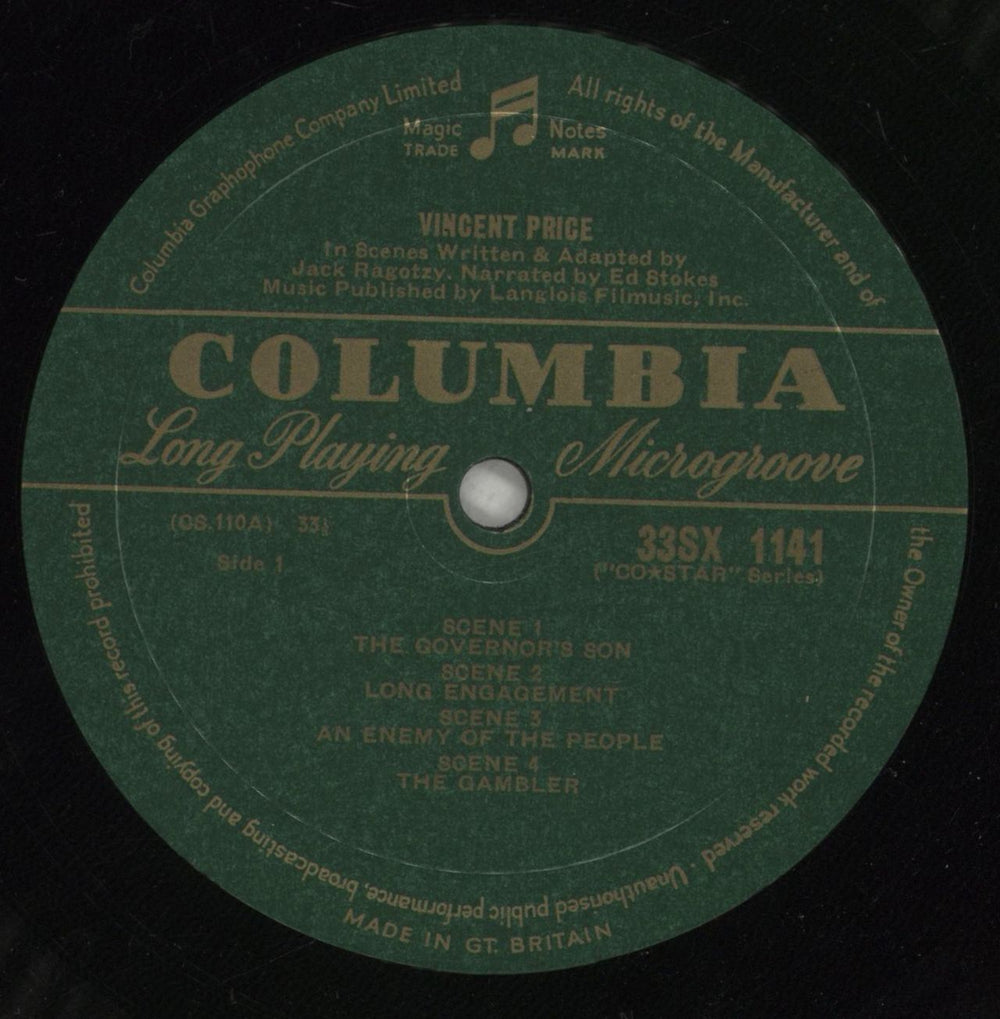 Columbia Graphophone Company Limited
All rights of the Manufacturer and of
the Owner of the recorded work reserved · Unauthorised public performance, broadcasting and copying of this record prohibited
Magic Notes
TRADE MARK
VINCENT PRICE
In Scenes Written & Adapted by
Jack Ragotzy. Narrated by Ed Stokes
Music Published by Langlois Filmusic, Inc.
COLUMBIA
Long Playing Microgroove
(CS.110A) 33⅓
Side 1
33SX 1141
("CO★STAR" Series)
SCENE 1
THE GOVERNOR'S SON
SCENE 2
LONG ENGAGEMENT
SCENE 3
AN ENEMY OF THE PEOPLE
SCENE 4
THE GAMBLER
MADE IN GT. BRITAIN